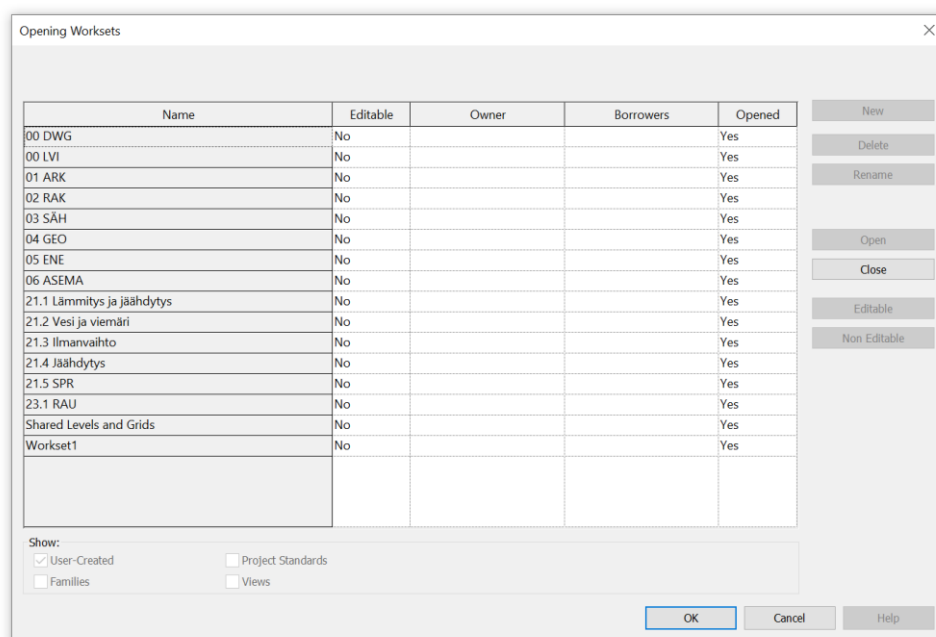 Opening Worksets
Name Editable Owner Borrowers Opened
00 DWG No Yes
00 LVI No Yes
01 ARK No Yes
02 RAK No Yes
03 SÄH No Yes
04 GEO No Yes
05 ENE No Yes
06 ASEMA No Yes
21.1 Lämmitys ja jäähdytys No Yes
21.2 Vesi ja viemäri No Yes
21.3 Ilmanvaihto No Yes
21.4 Jäähdytys No Yes
21.5 SPR No Yes
23.1 RAU No Yes
Shared Levels and Grids No Yes
Workset1 No Yes
New
Delete
Rename
Open
Close
Editable
Non Editable
Show:
User-Created Project Standards
Families Views
OK Cancel Help